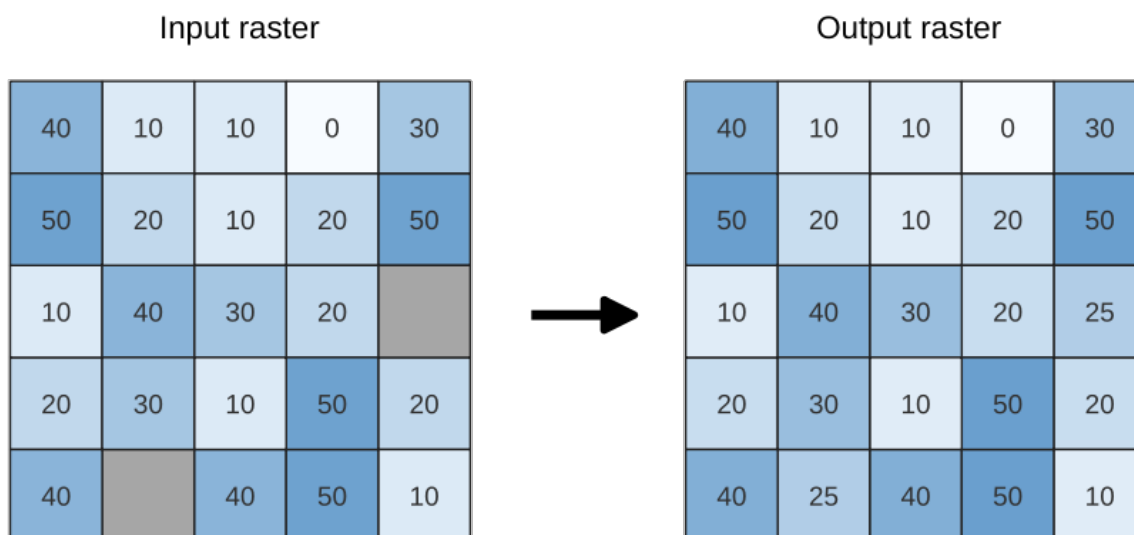 Input raster
Output raster
40 10 10 0 30
50 20 10 20 50
10 40 30 20
20 30 10 50 20
40 40 50 10
40 10 10 0 30
50 20 10 20 50
10 40 30 20 25
20 30 10 50 20
40 25 40 50 10